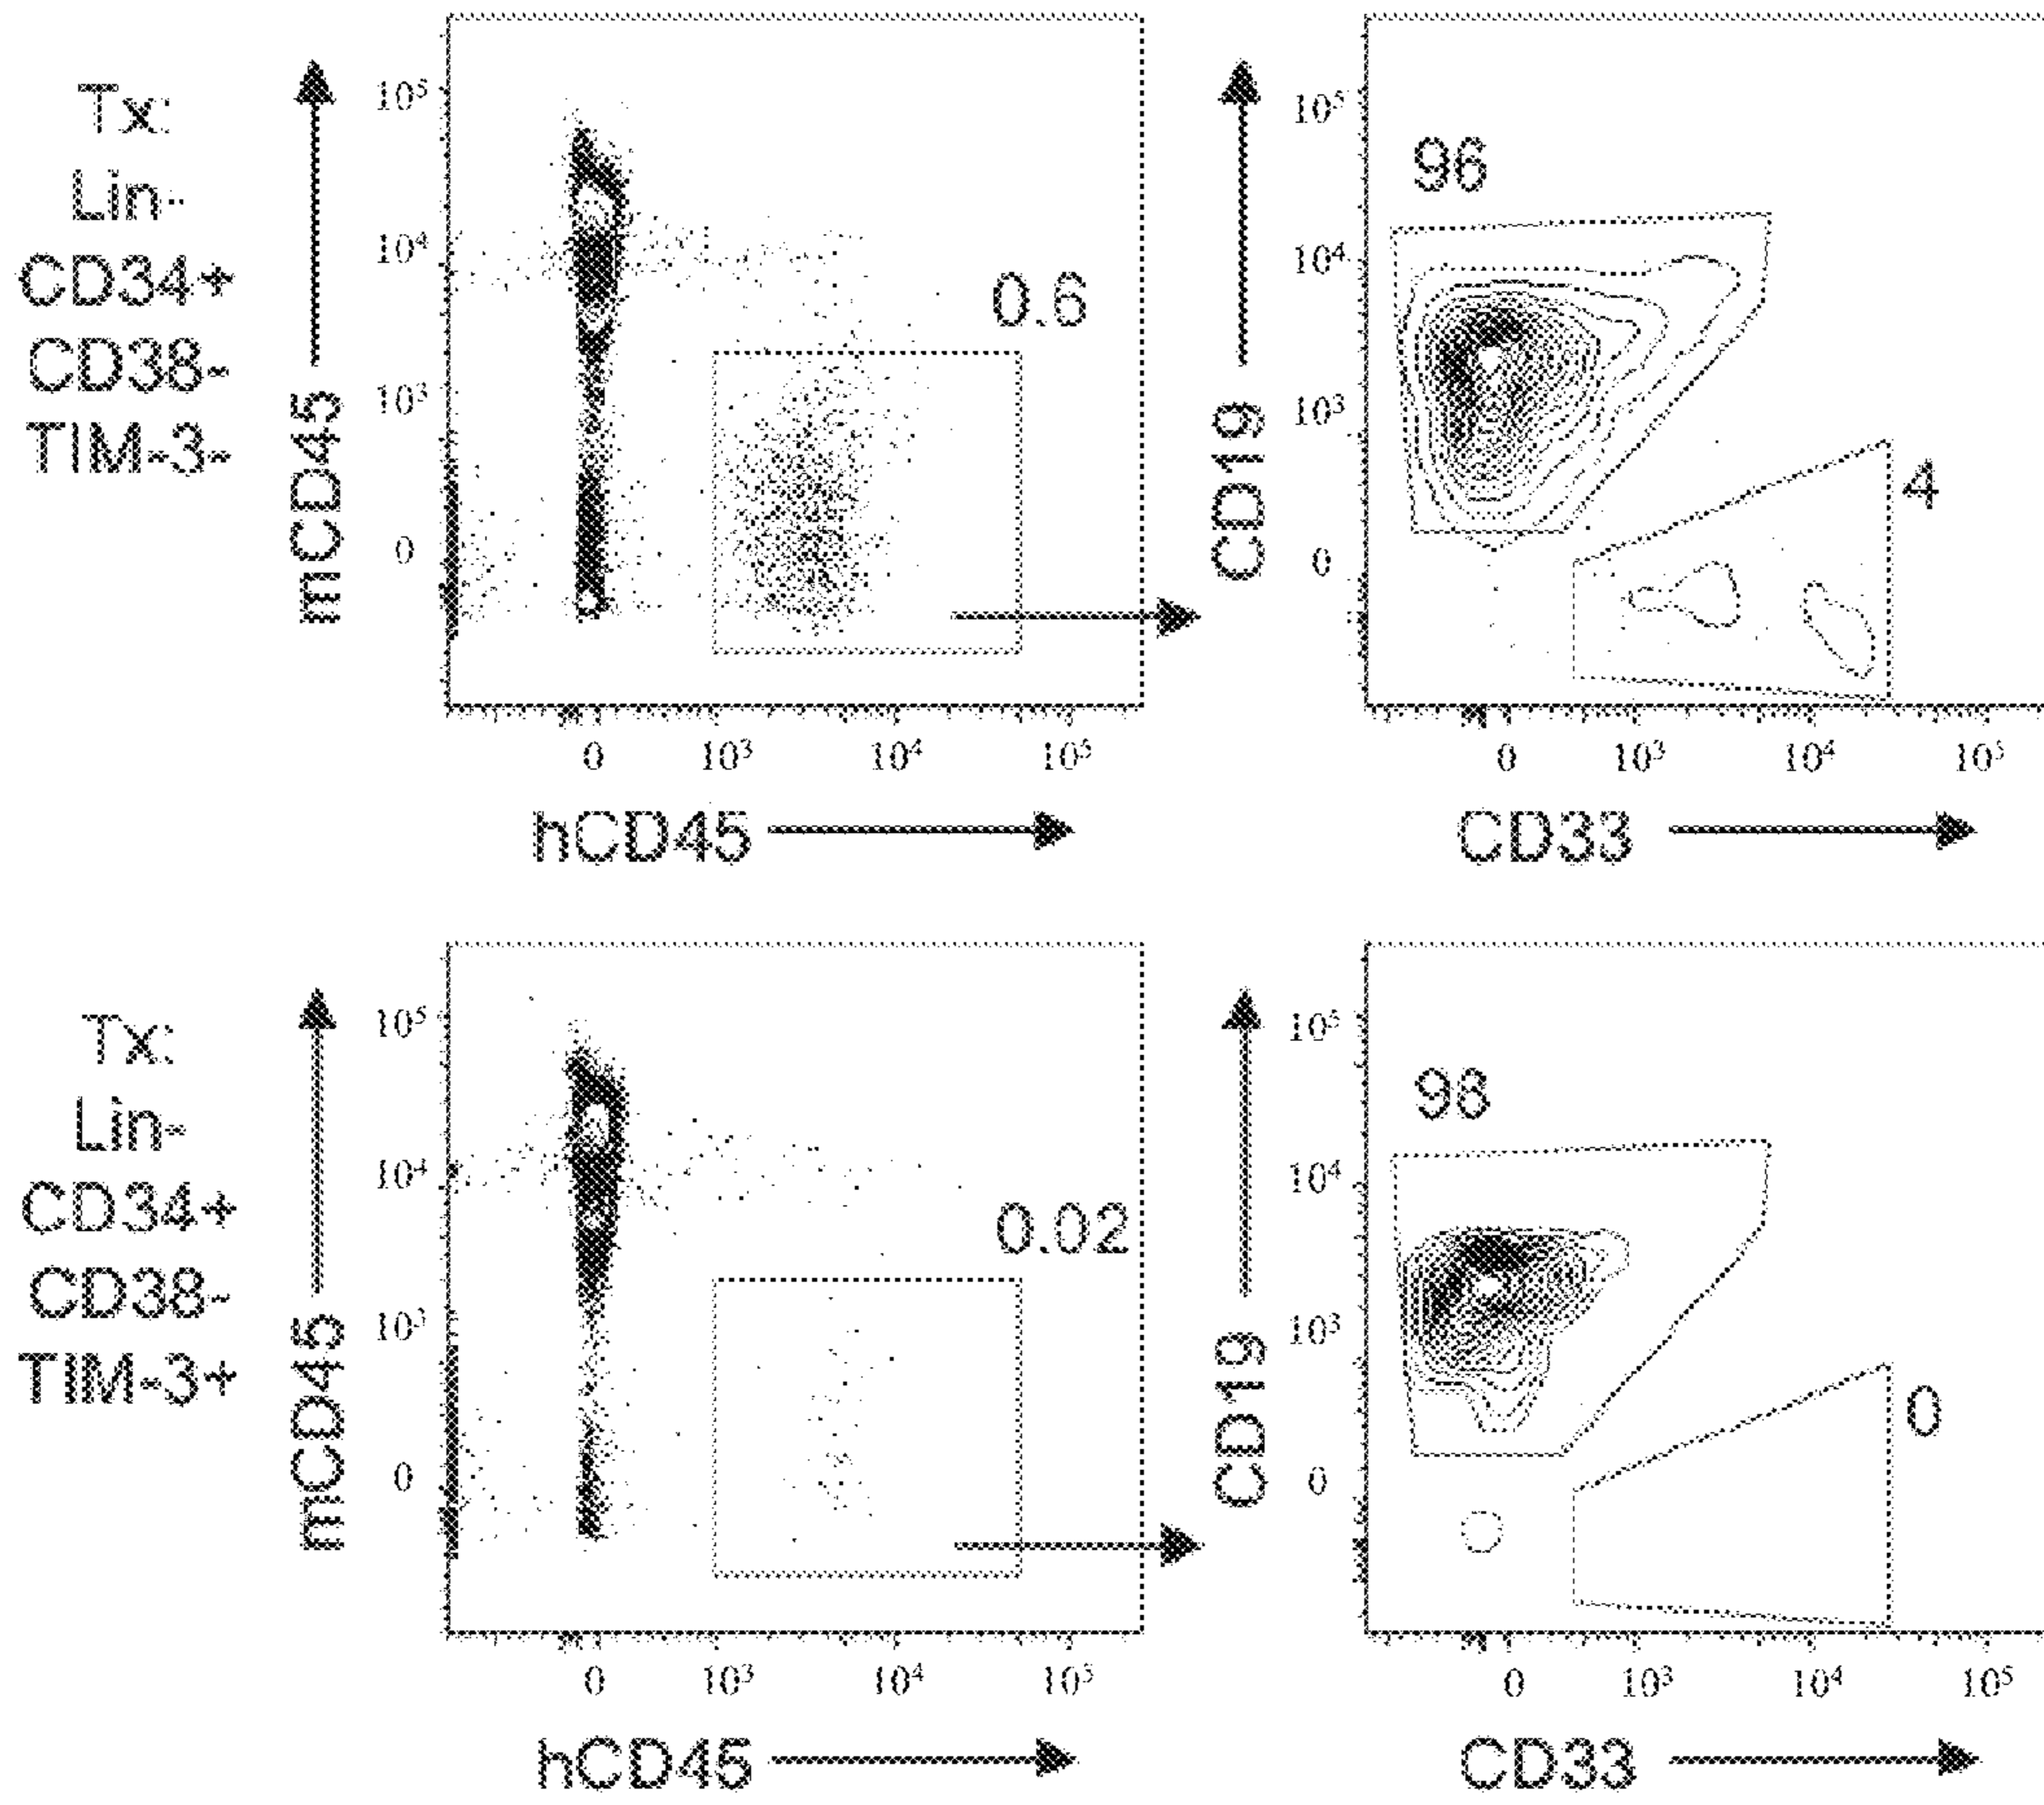 Tx:
Lin-
CD34+
CD38-
TIM-3-
mCD45
10⁵
10⁴
10³
0
0.6
0
10³
10⁴
10⁵
hCD45
CD19
10⁵
10⁴
10³
0
96
4
0
10³
10⁴
10⁵
CD33
Tx:
Lin-
CD34+
CD38-
TIM-3+
mCD45
10⁵
10⁴
10³
0
0.02
0
10³
10⁴
10⁵
hCD45
CD19
10⁵
10⁴
10³
0
98
0
0
10³
10⁴
10⁵
CD33